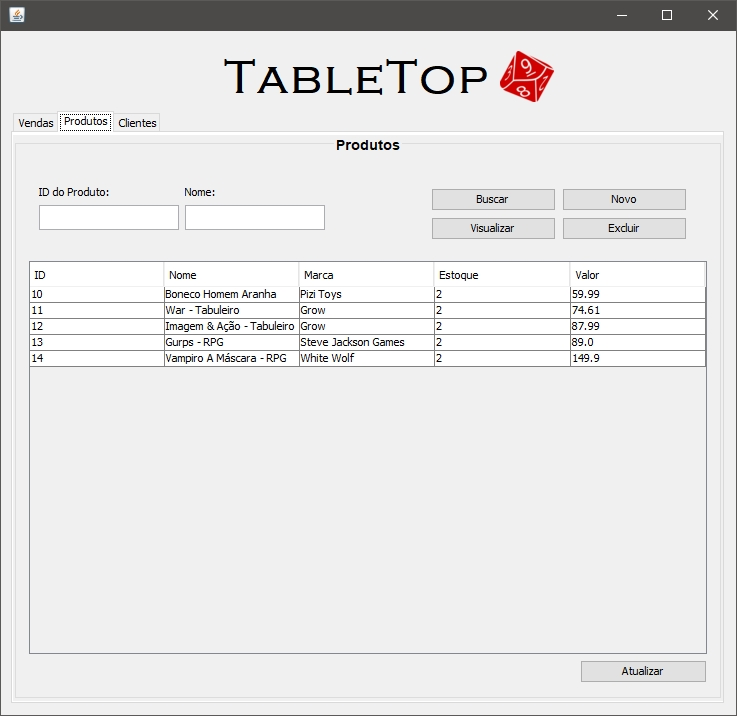 TABLETOP
9
8
Vendas Produtos Clientes
Produtos
ID do Produto: Nome:
Buscar Novo
Visualizar Excluir
ID Nome Marca Estoque Valor
10 Boneco Homem Aranha Pizi Toys 2 59.99
11 War - Tabuleiro Grow 2 74.61
12 Imagem & Ação - Tabuleiro Grow 2 87.99
13 Gurps - RPG Steve Jackson Games 2 89.0
14 Vampiro A Máscara - RPG White Wolf 2 149.9
Atualizar